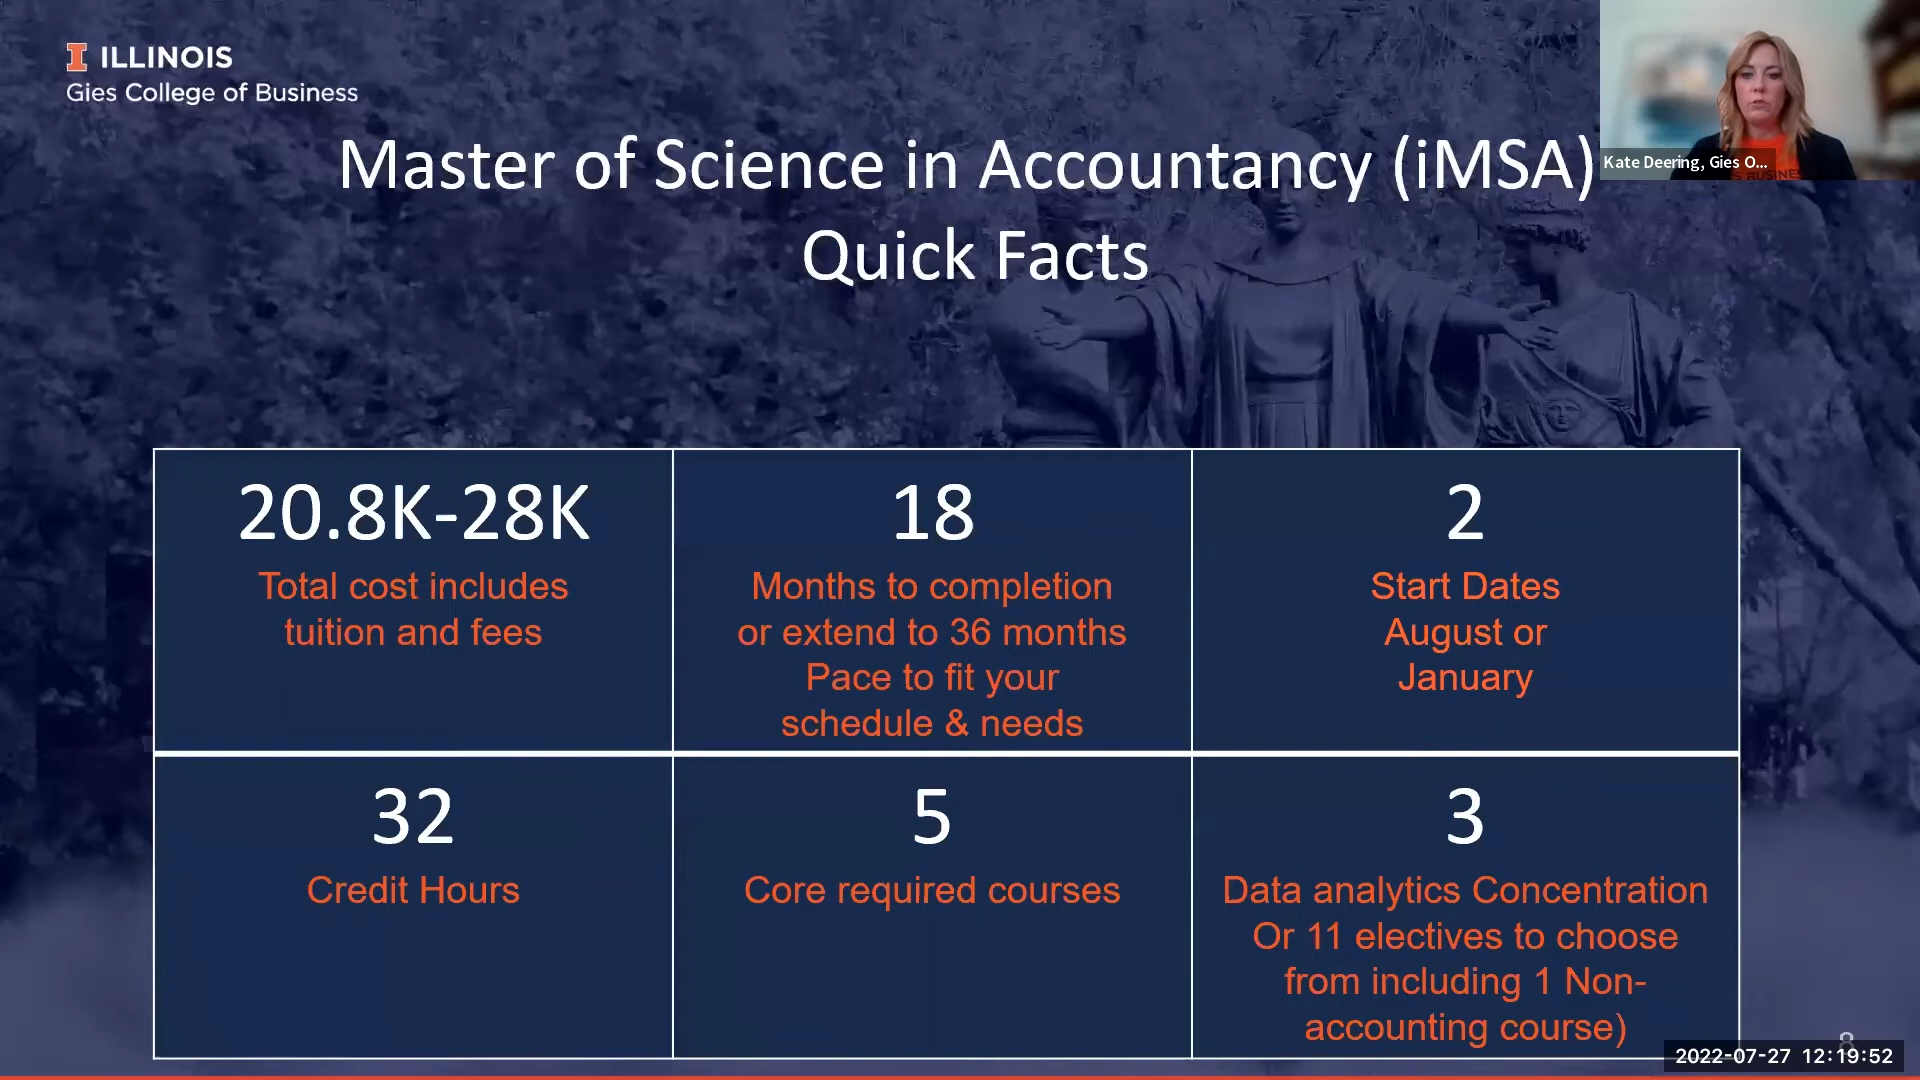 ILLINOIS
Gies College of Business
Master of Science in Accountancy (iMSA)
Quick Facts
Kate Deering, Gies O...
20.8K-28K
Total cost includes
tuition and fees
18
Months to completion
or extend to 36 months
Pace to fit your
schedule & needs
2
Start Dates
August or
January
32
Credit Hours
5
Core required courses
3
Data analytics Concentration
Or 11 electives to choose
from including 1 Non-
accounting course)
8
2022-07-27 12:19:52